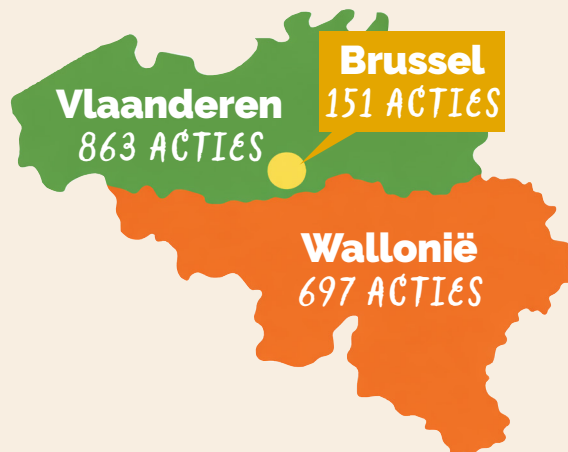 Vlaanderen
863 ACTIES
Brussel
151 ACTIES
Wallonië
697 ACTIES